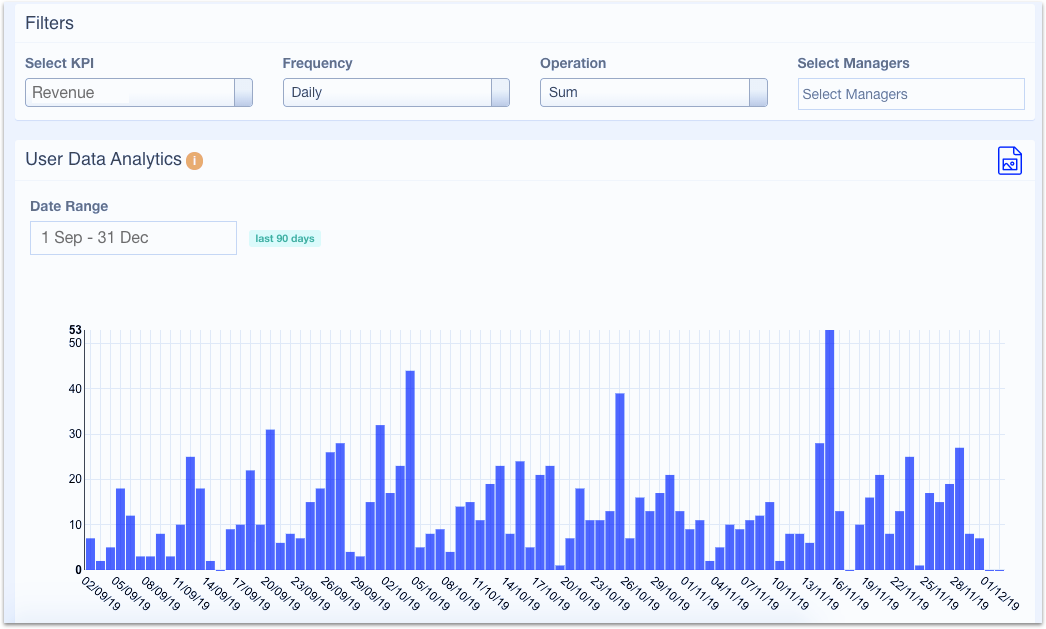 Filters
Select KPI Frequency Operation Select Managers
Revenue Daily Sum Select Managers
User Data Analytics i
Date Range
1 Sep - 31 Dec last 90 days
53
50
40
30
20
10
0
02/09/19 05/09/19 08/09/19 11/09/19 14/09/19 17/09/19 20/09/19 23/09/19 26/09/19 29/09/19 02/10/19 05/10/19 08/10/19 11/10/19 14/10/19 17/10/19 20/10/19 23/10/19 26/10/19 29/10/19 01/11/19 04/11/19 07/11/19 10/11/19 13/11/19 16/11/19 19/11/19 22/11/19 25/11/19 28/11/19 01/12/19